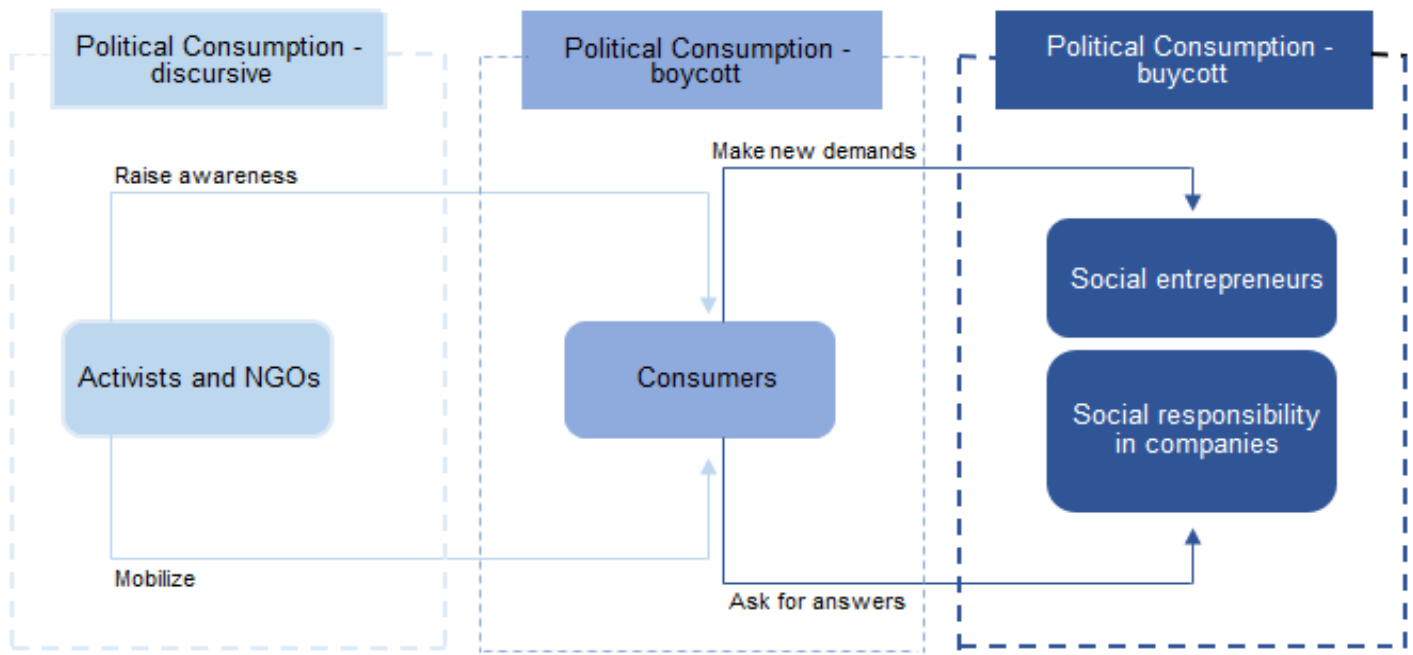 Political Consumption -
discursive
Political Consumption -
boycott
Political Consumption -
buycott
Make new demands
Raise awareness
Social entrepreneurs
Activists and NGOs
Consumers
Social responsibility
in companies
Mobilize
Ask for answers